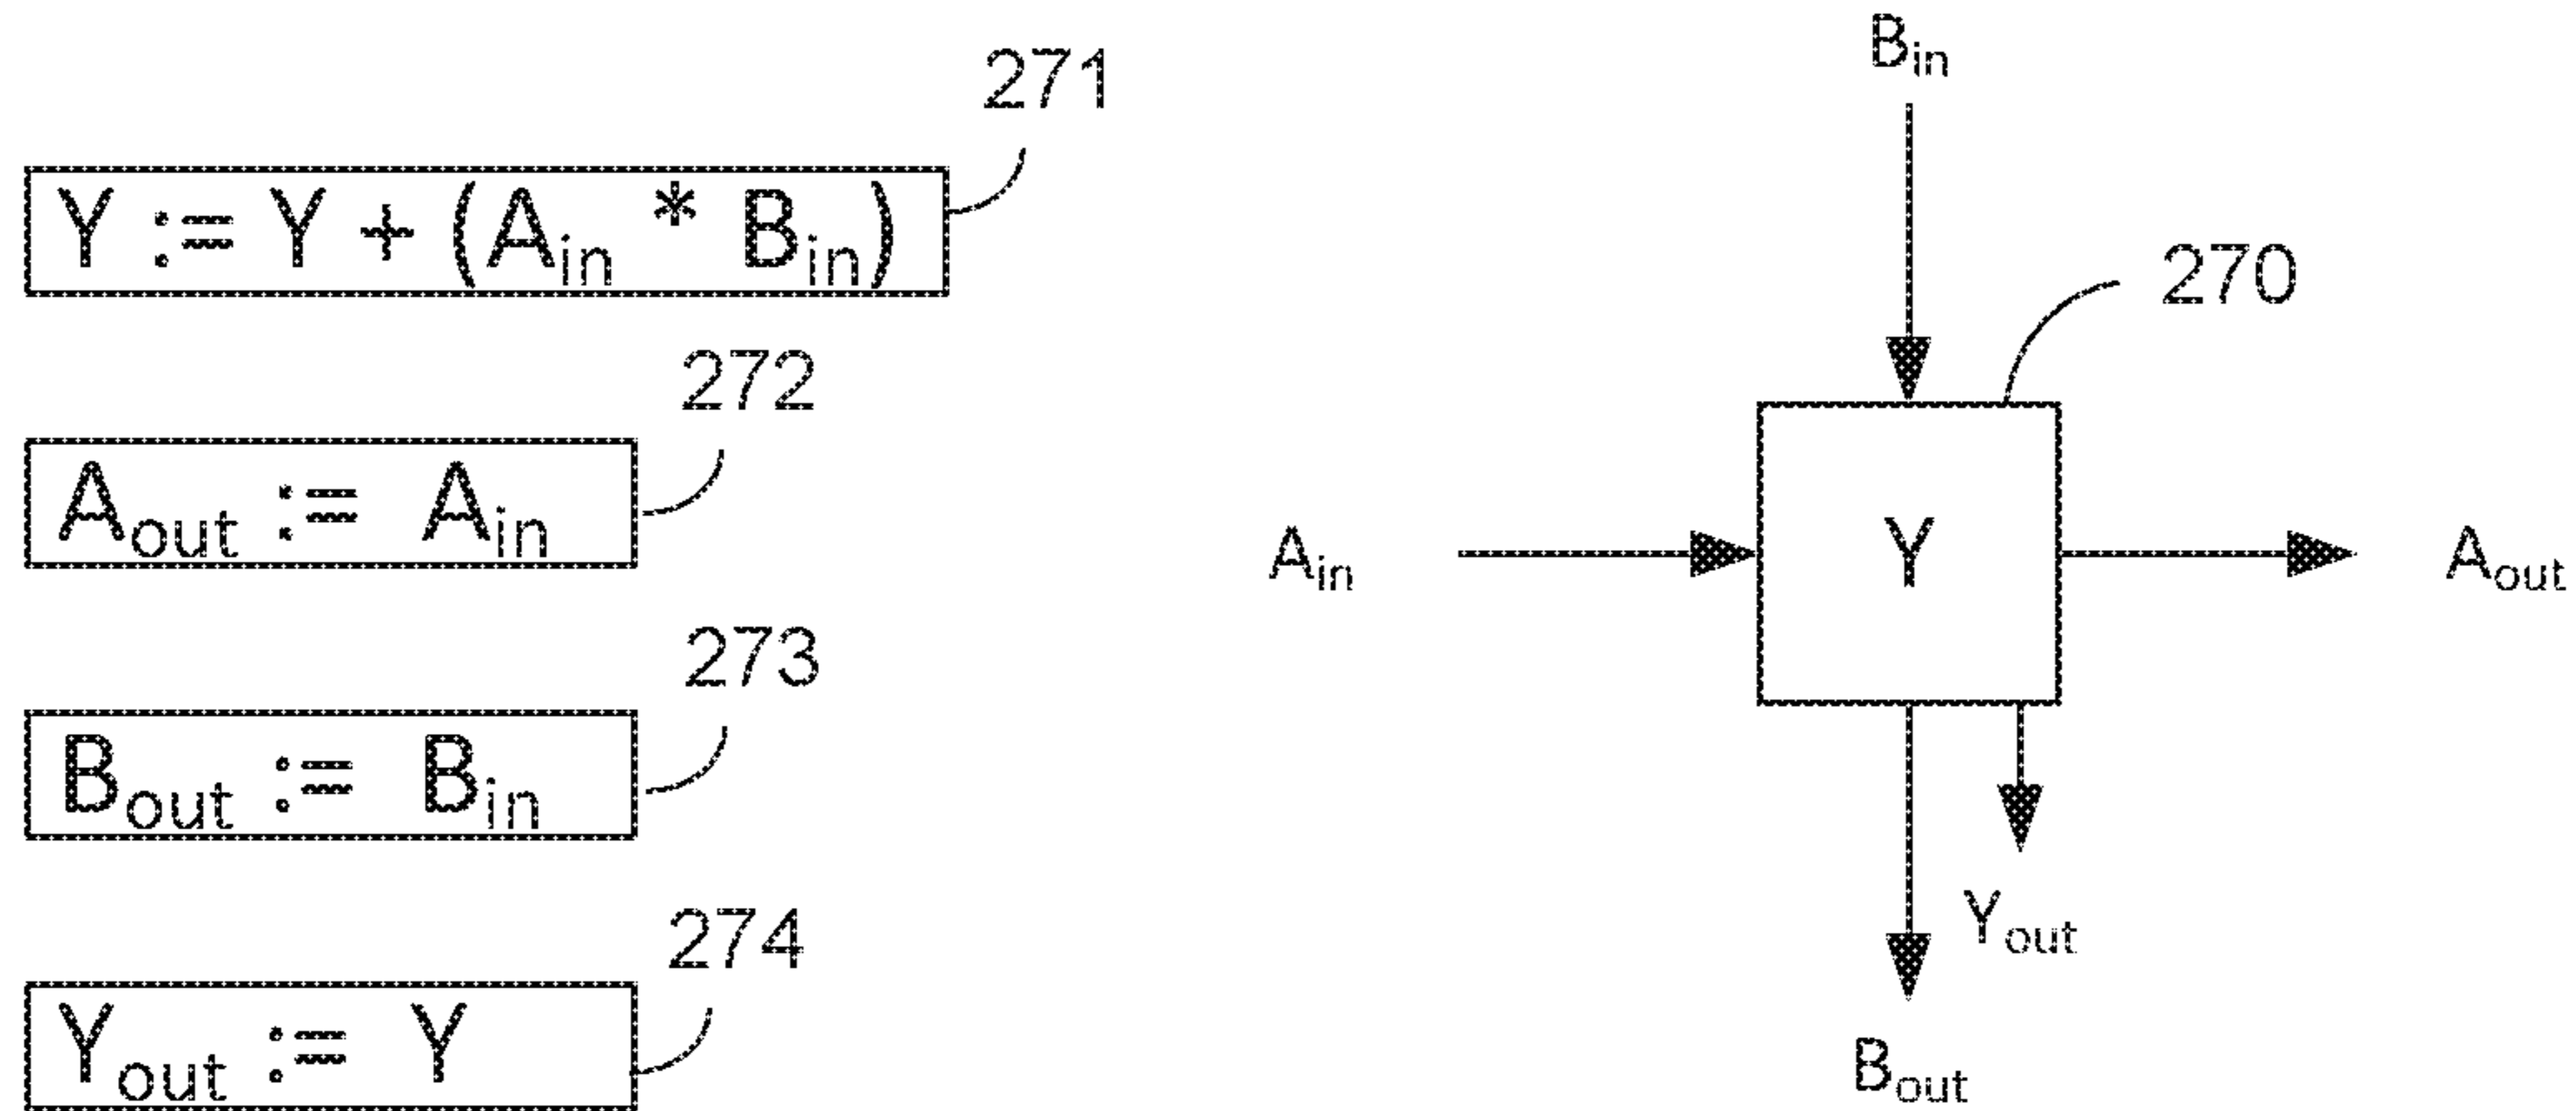 271
Y := Y + (A_in * B_in)
272
A_out := A_in
273
B_out := B_in
274
Y_out := Y
B_in
270
A_in
Y
A_out
Y_out
B_out